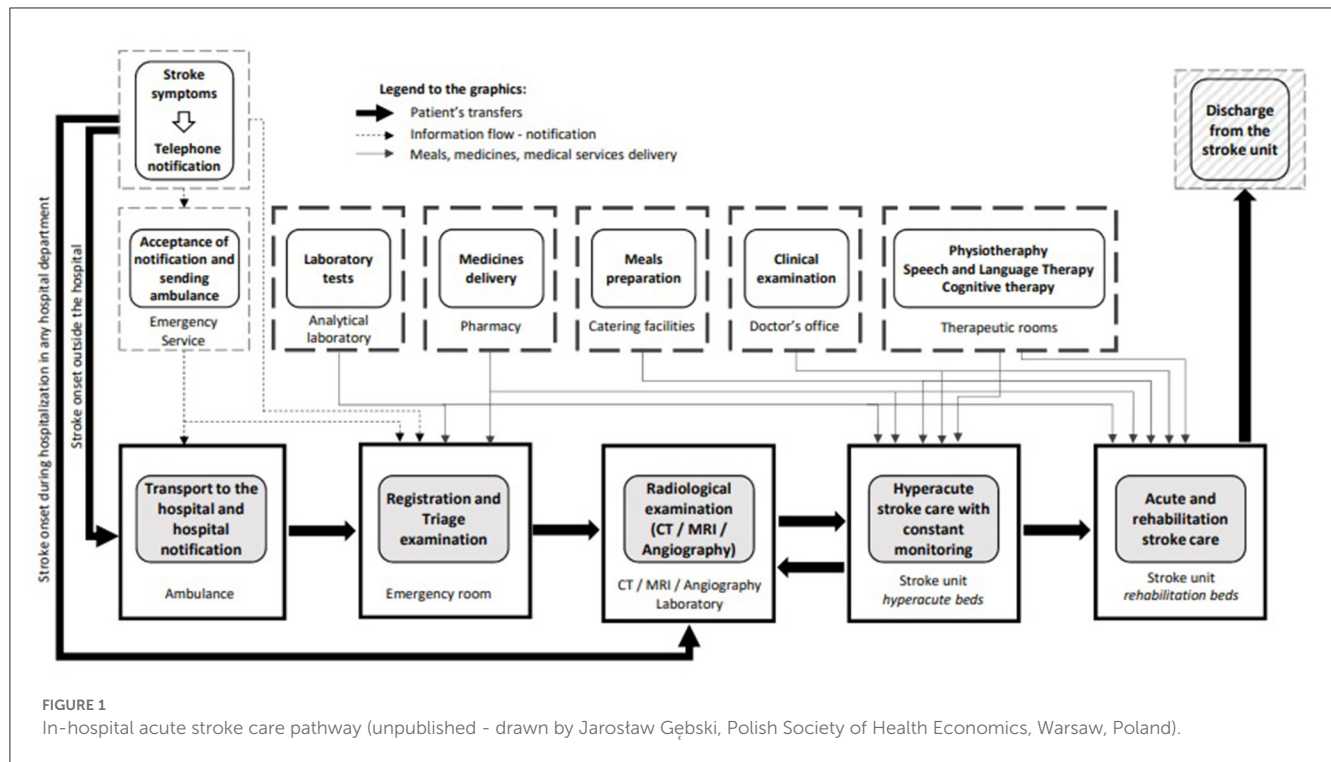 Stroke
symptoms
Telephone
notification
Legend to the graphics:
Patient's transfers
Information flow - notification
Meals, medicines, medical services delivery
Discharge
from the
stroke unit
Stroke onset during hospitalization in any hospital department
Stroke onset outside the hospital
Acceptance of
notification and
sending
ambulance
Emergency
Service
Laboratory
tests
Analytical
laboratory
Medicines
delivery
Pharmacy
Meals
preparation
Catering facilities
Clinical
examination
Doctor's office
Physiotheraphy
Speech and Language Therapy
Cognitive therapy
Therapeutic rooms
Transport to the
hospital and
hospital
notification
Ambulance
Registration and
Triage
examination
Emergency room
Radiological
examination
(CT / MRI /
Angiography)
CT / MRI / Angiography
Laboratory
Hyperacute
stroke care with
constant
monitoring
Stroke unit
hyperacute beds
Acute and
rehabilitation
stroke care
Stroke unit
rehabilitation beds
FIGURE 1
In-hospital acute stroke care pathway (unpublished - drawn by Jarosław Gębski, Polish Society of Health Economics, Warsaw, Poland).